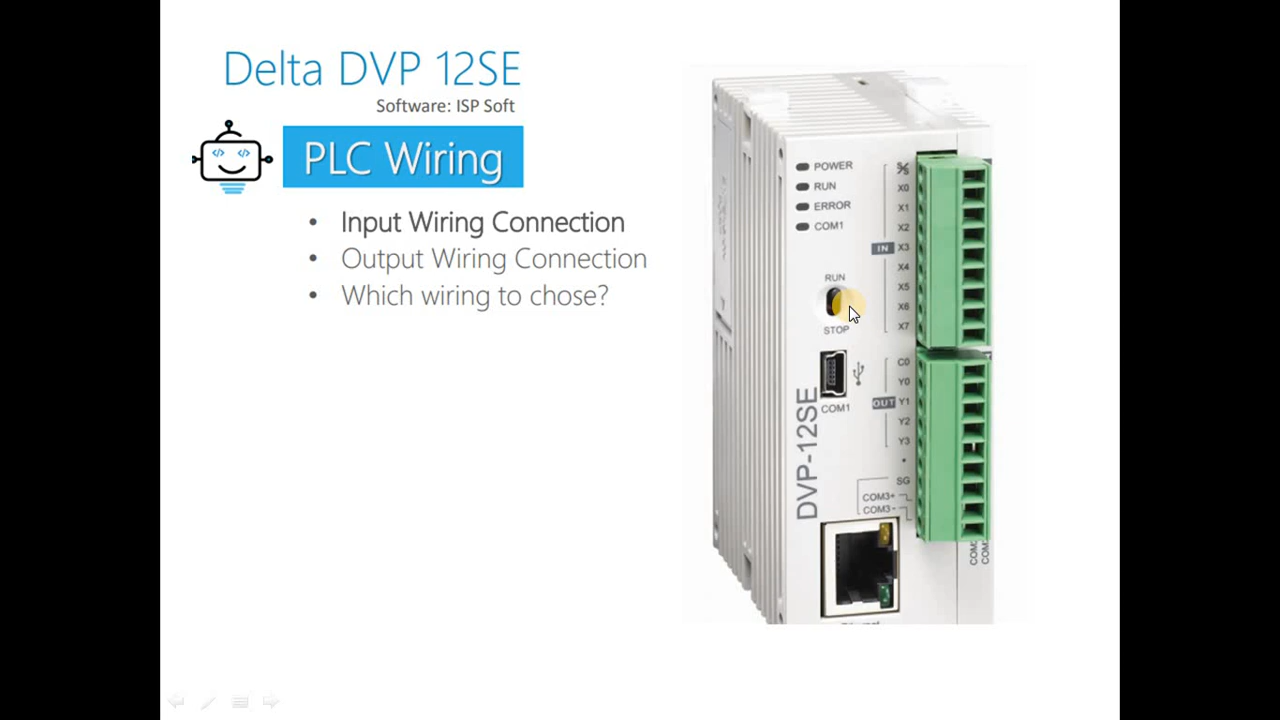 Delta DVP 12SE
Software: ISP Soft
PLC Wiring
• Input Wiring Connection
• Output Wiring Connection
• Which wiring to chose?
POWER
RUN
ERROR
COM1
RUN
STOP
COM1
DVP-12SE
IN
S/S
X0
X1
X2
X3
X4
X5
X6
X7
OUT
C0
Y0
Y1
Y2
Y3
•
SG
COM3+
COM3-